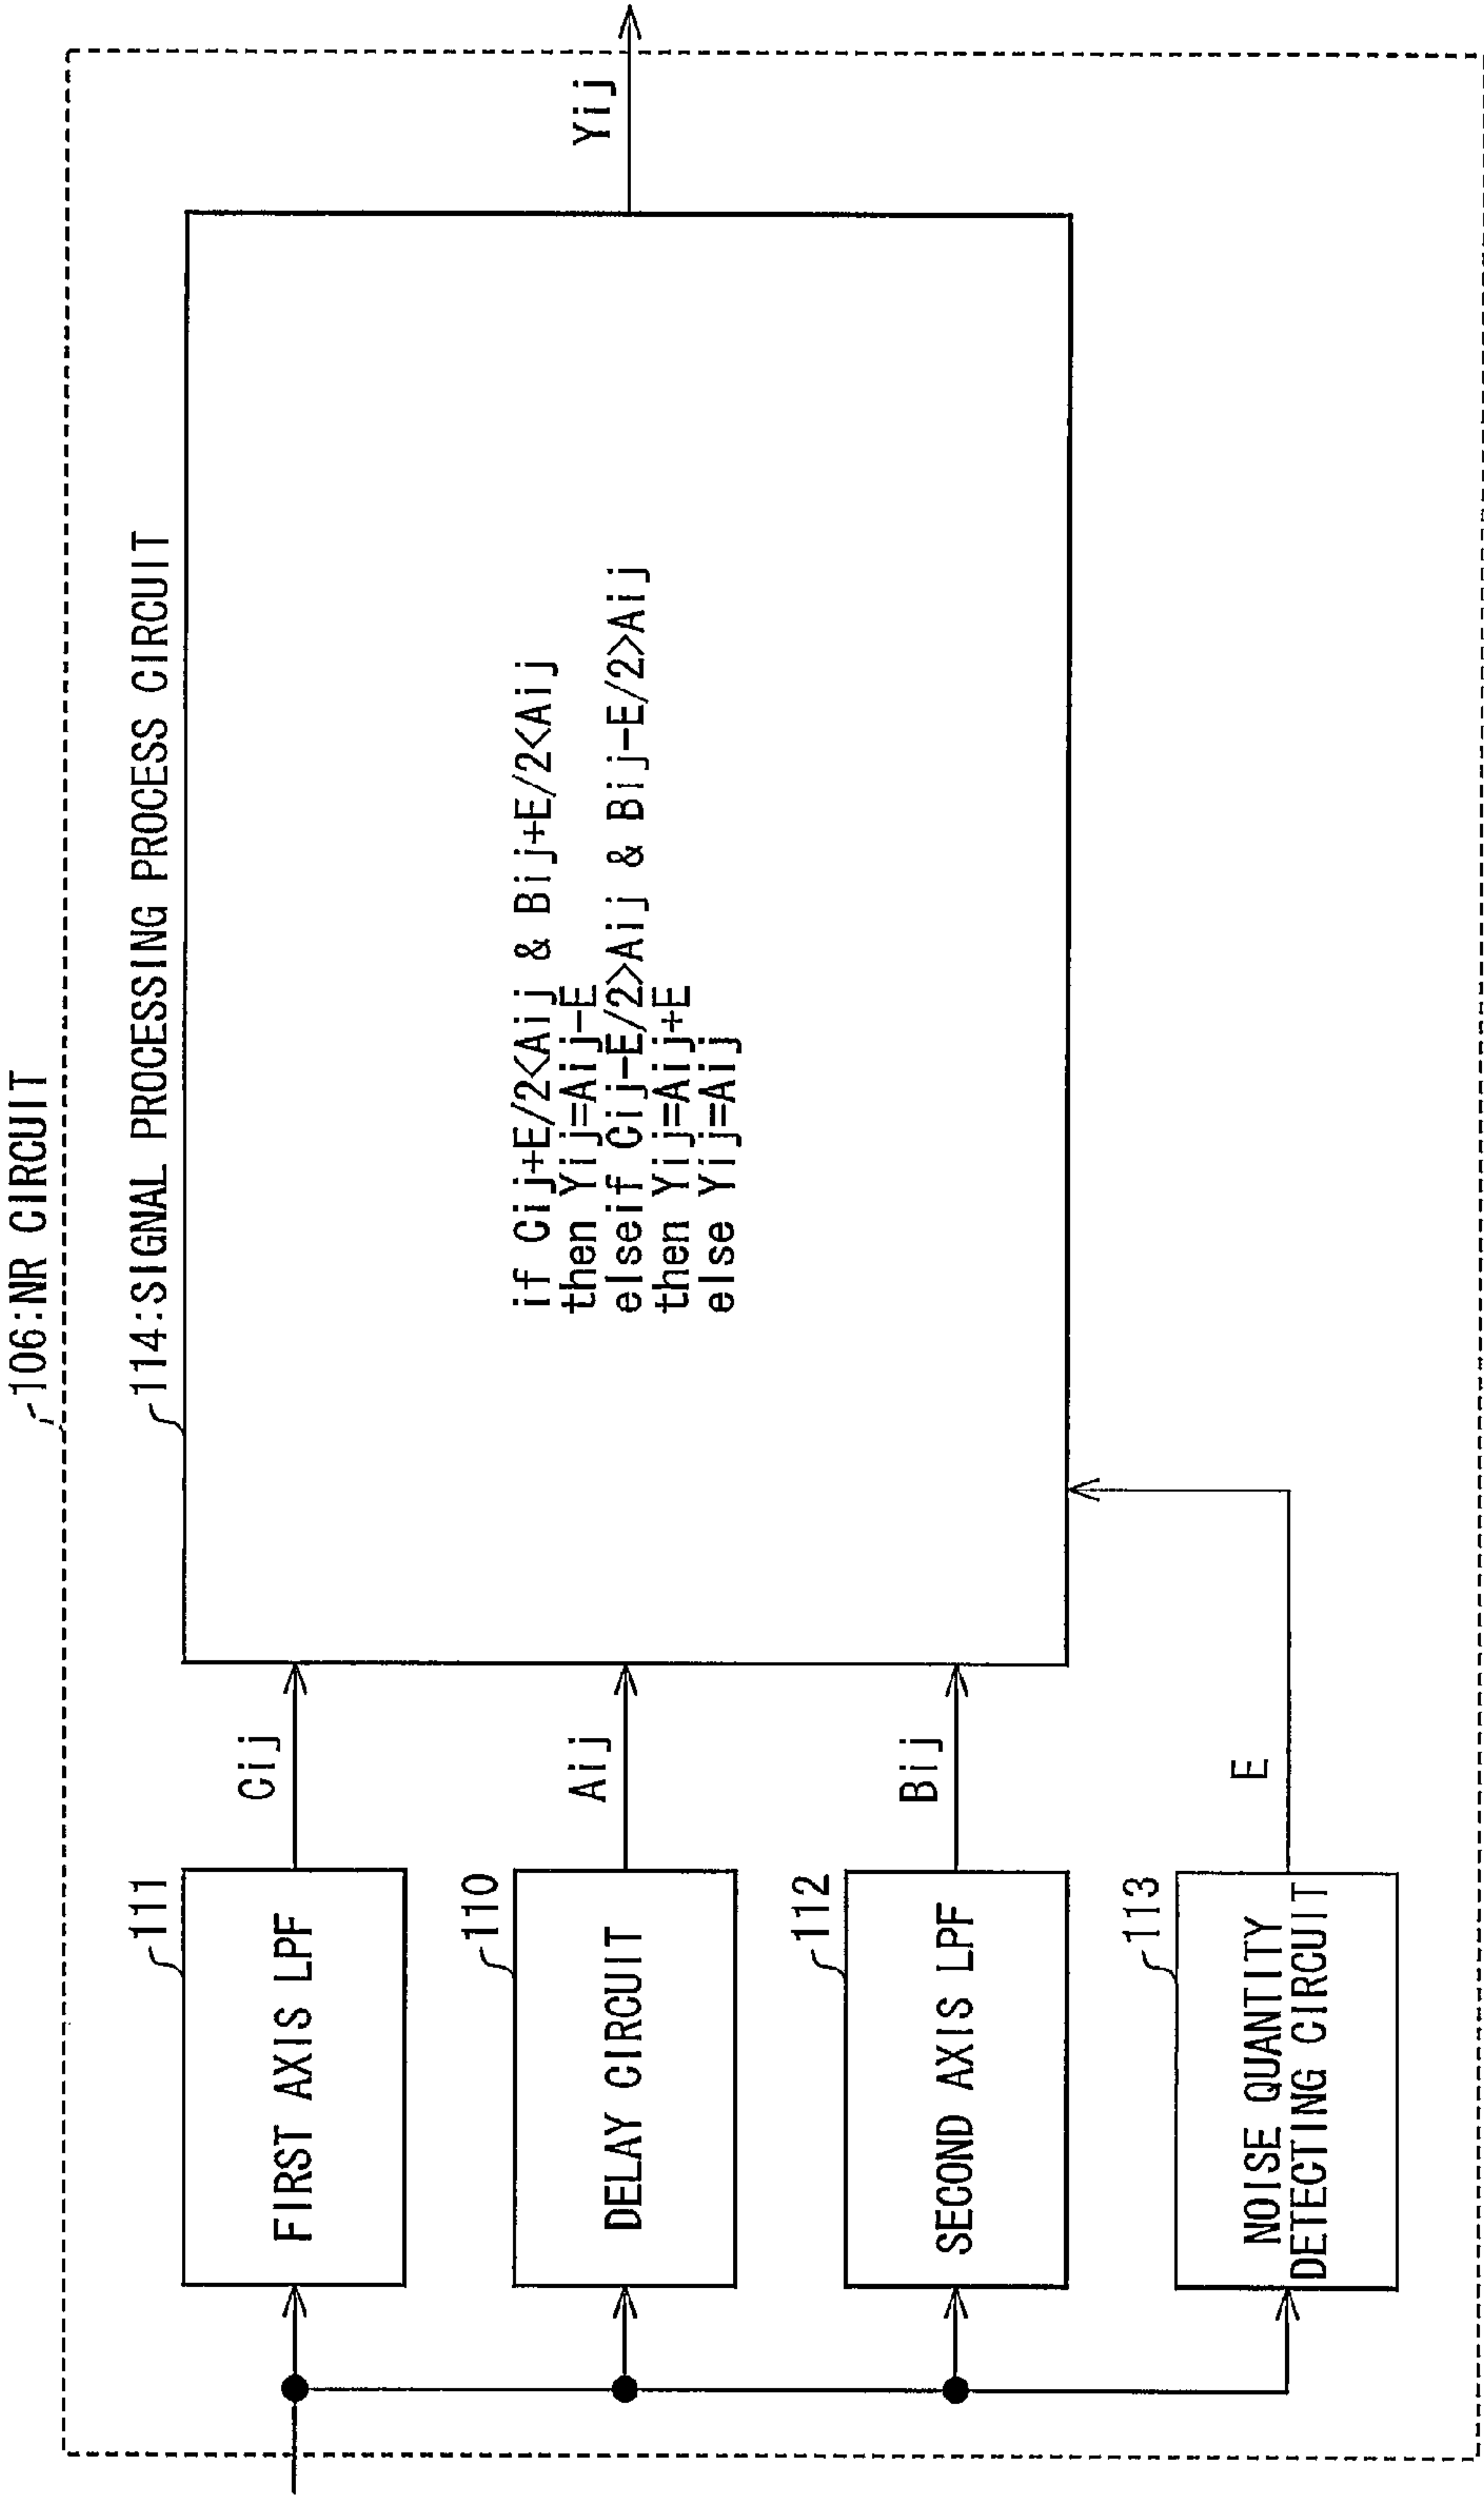 106:NR CIRCUIT
114:SIGNAL PROCESSING PROCESS CIRCUIT
111
FIRST AXIS LPF
Cij
110
DELAY CIRCUIT
Aij
112
SECOND AXIS LPF
Bij
113
NOISE QUANTITY
DETECTING CIRCUIT
E
if Cij+E/2<Aij & Bij+E/2<Aij
then Yij=Aij-E
elseif Cij-E/2>Aij & Bij-E/2>Aij
then Yij=Aij+E
else Yij=Aij
Yij